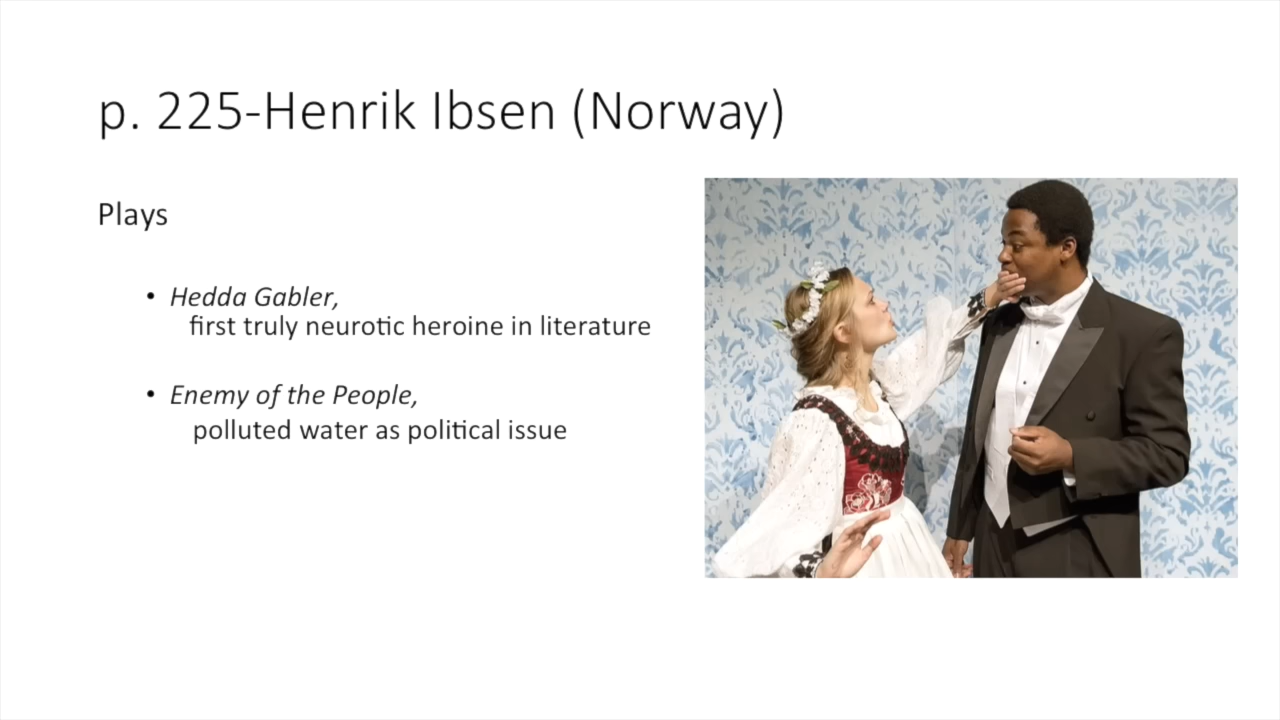 p. 225-Henrik Ibsen (Norway)
Plays
• Hedda Gabler,
first truly neurotic heroine in literature
• Enemy of the People,
polluted water as political issue